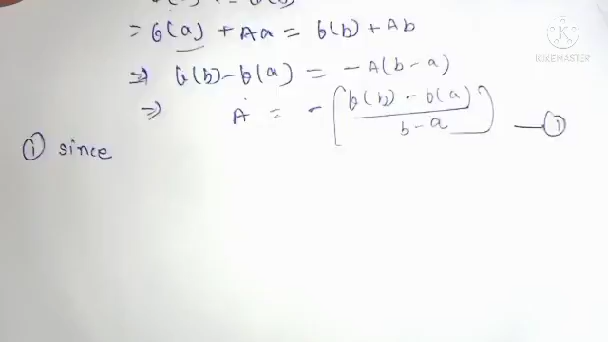 = f(a) + Aa = f(b) + Ab
⇒ f(b) - f(a) = -A(b-a)
⇒ A = -[f(b) - f(a) / b-a] —①
① since
KINEMASTER